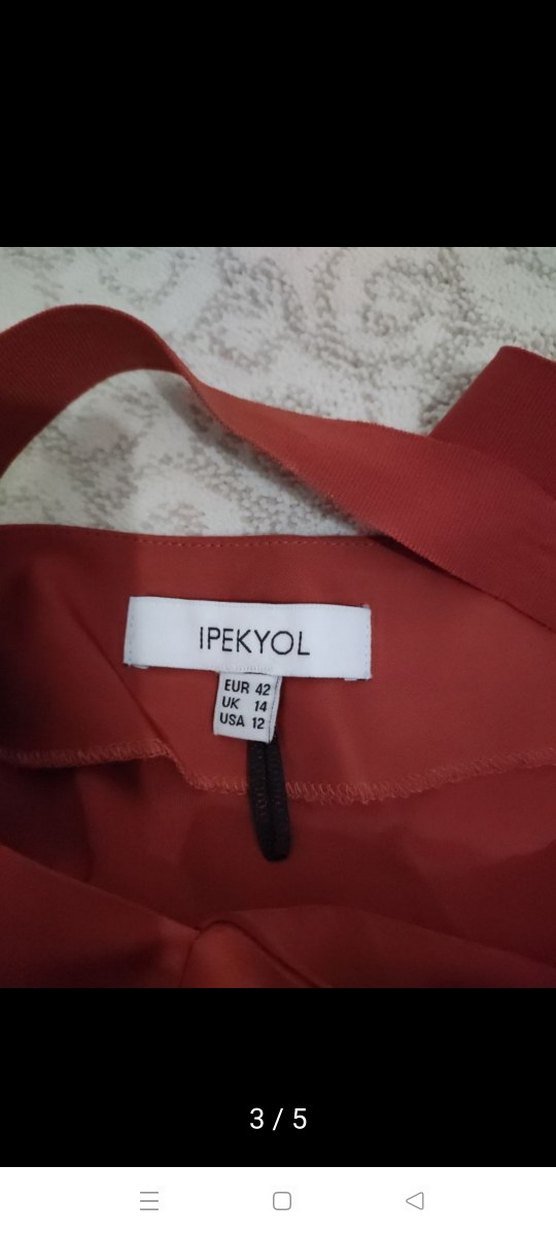 IPEKYOL
EUR 42
UK 14
USA 12
3 / 5